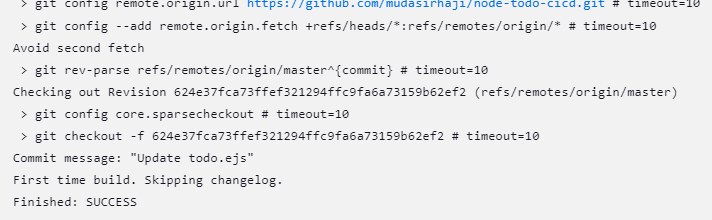 > git config remote.origin.url https://github.com/mudasirhaji/node-todo-cicd.git # timeout=10
> git config --add remote.origin.fetch +refs/heads/*:refs/remotes/origin/* # timeout=10
Avoid second fetch
> git rev-parse refs/remotes/origin/master^{commit} # timeout=10
Checking out Revision 624e37fca73ffef321294ffc9fa6a73159b62ef2 (refs/remotes/origin/master)
> git config core.sparsecheckout # timeout=10
> git checkout -f 624e37fca73ffef321294ffc9fa6a73159b62ef2 # timeout=10
Commit message: "Update todo.ejs"
First time build. Skipping changelog.
Finished: SUCCESS